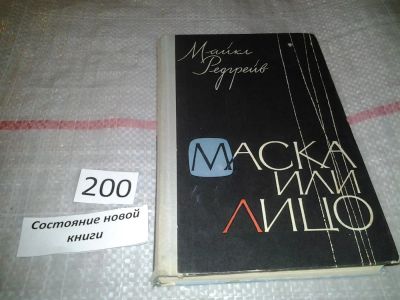 Майкл
Редгрейв
МАСКА
ИЛИ
ЛИЦО
200
Состояние новой
книги